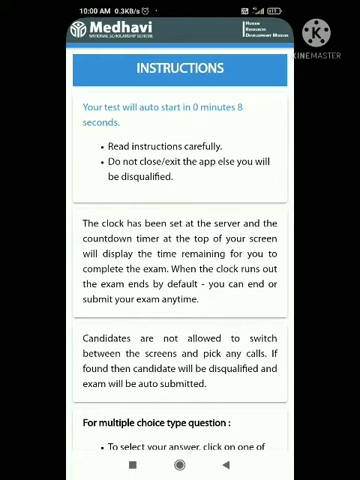 10:00 AM 0.3KB/s
Medhavi
NATIONAL SCHOLARSHIP SCHEME
HUMAN
RESOURCES
DEVELOPMENT MISSION
K
KINEMASTER
INSTRUCTIONS
Your test will auto start in 0 minutes 8
seconds.
• Read instructions carefully.
• Do not close/exit the app else you will
be disqualified.
The clock has been set at the server and the
countdown timer at the top of your screen
will display the time remaining for you to
complete the exam. When the clock runs out
the exam ends by default - you can end or
submit your exam anytime.
Candidates are not allowed to switch
between the screens and pick any calls. If
found then candidate will be disqualified and
exam will be auto submitted.
For multiple choice type question :
• To select your answer, click on one of